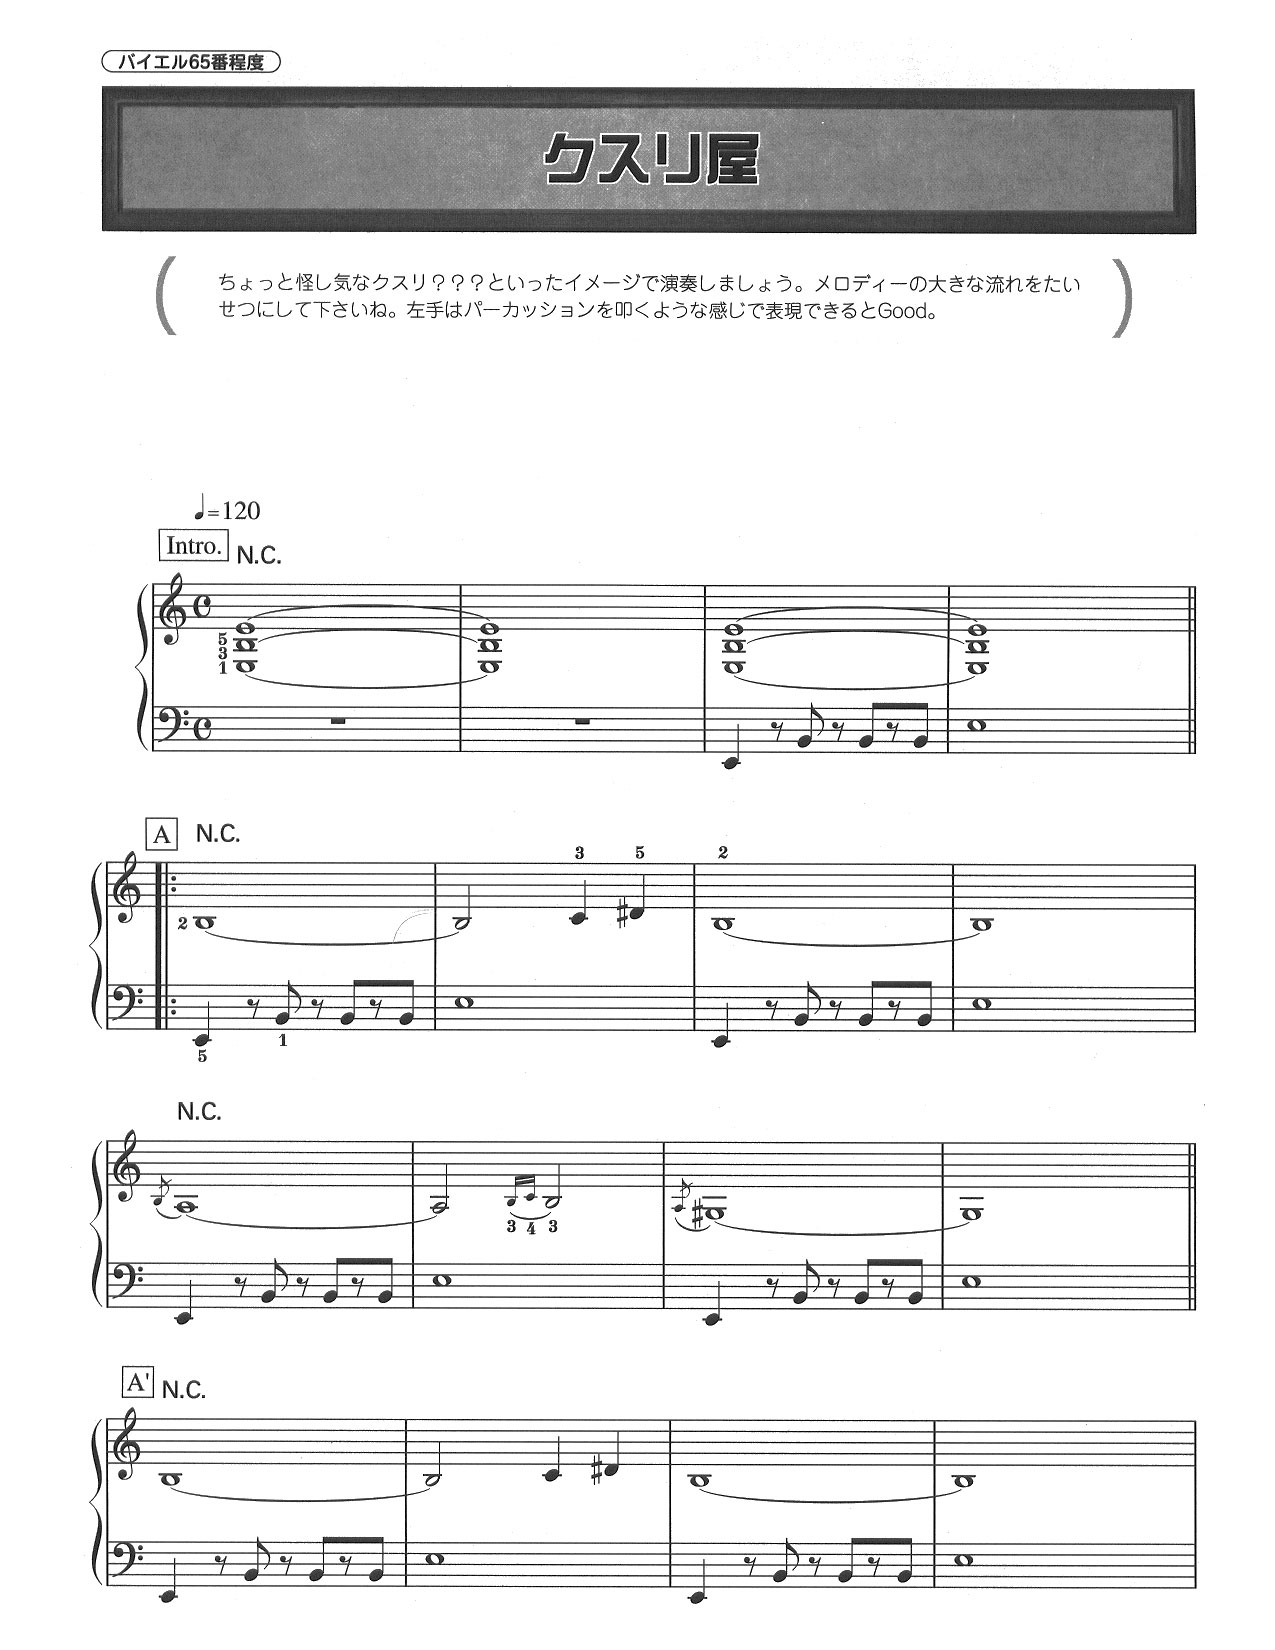 バイエル65番程度
クスリ屋
ちょっと怪し気なクスリ???といったイメージで演奏しましょう。メロディーの大きな流れをたい
せつにして下さいね。左手はパーカッションを叩くような感じで表現できるとGood。
♩=120
Intro. N.C.
5
3
1
A N.C.
3 5 2
2
5 1
N.C.
3 4 3
A' N.C.